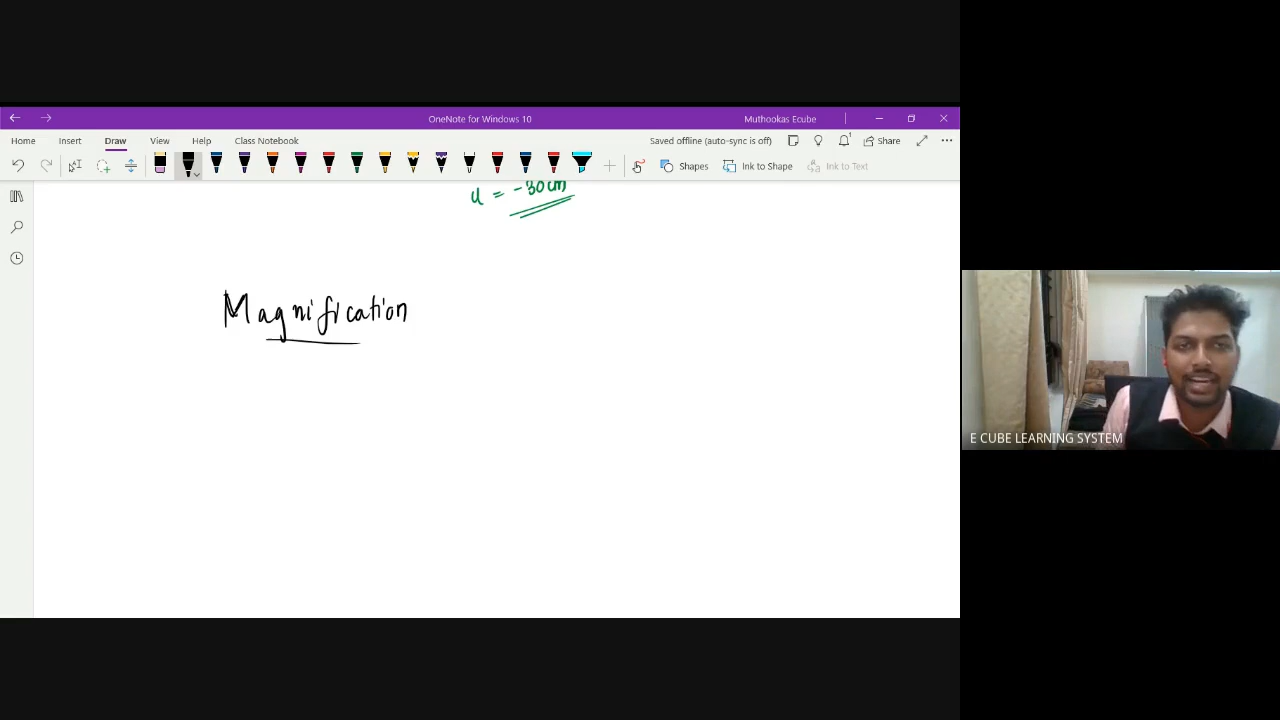 OneNote for Windows 10
Muthookas Ecube
Home Insert Draw View Help Class Notebook
Saved offline (auto-sync is off) Share
Shapes Ink to Shape Ink to Text
u = -30cm
Magnification
E CUBE LEARNING SYSTEM